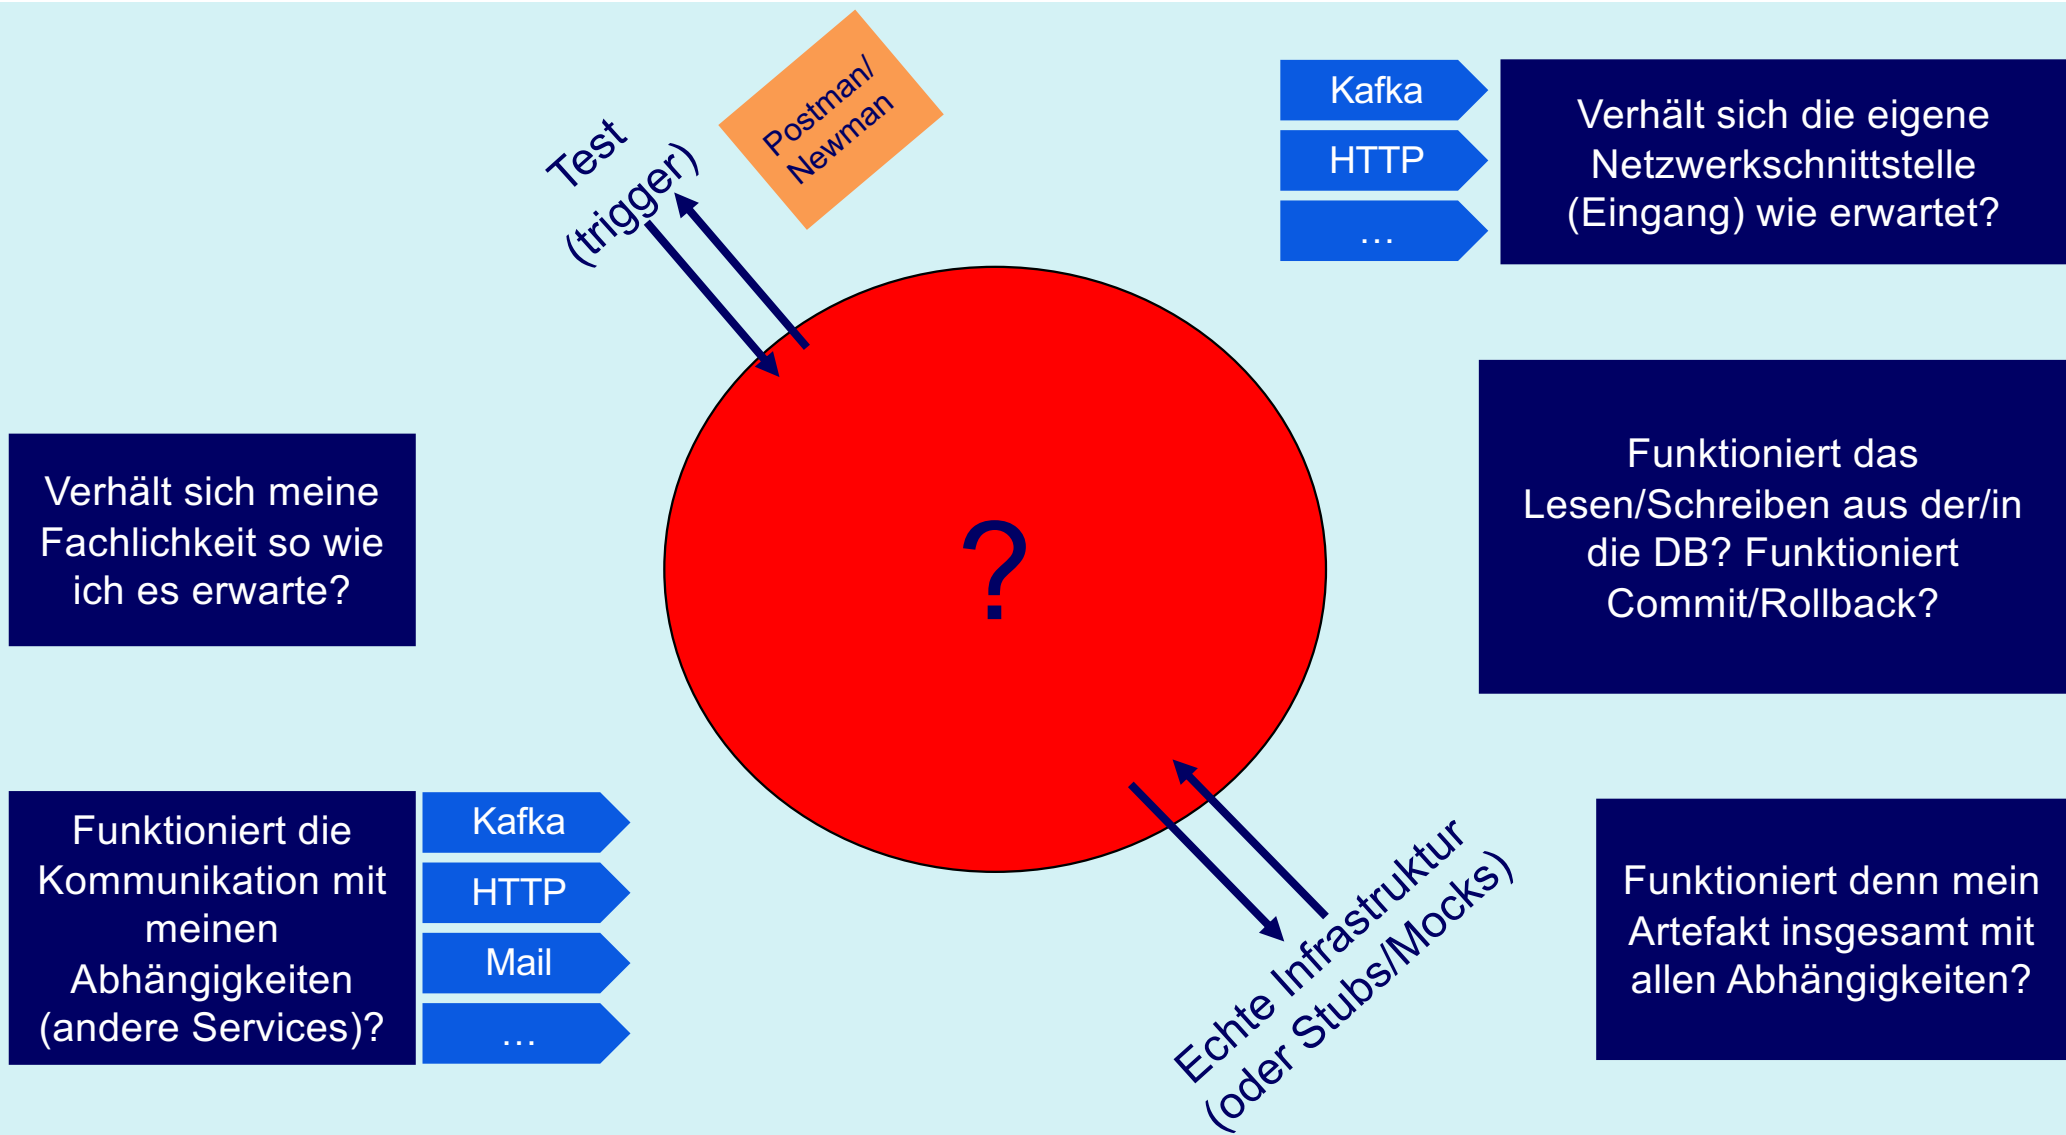 Test
(trigger)
Postman/
Newman
Kafka
HTTP
…
Verhält sich die eigene
Netzwerkschnittstelle
(Eingang) wie erwartet?
Verhält sich meine
Fachlichkeit so wie
ich es erwarte?
?
Funktioniert das
Lesen/Schreiben aus der/in
die DB? Funktioniert
Commit/Rollback?
Funktioniert die
Kommunikation mit
meinen
Abhängigkeiten
(andere Services)?
Kafka
HTTP
Mail
…
Echte Infrastruktur
(oder Stubs/Mocks)
Funktioniert denn mein
Artefakt insgesamt mit
allen Abhängigkeiten?